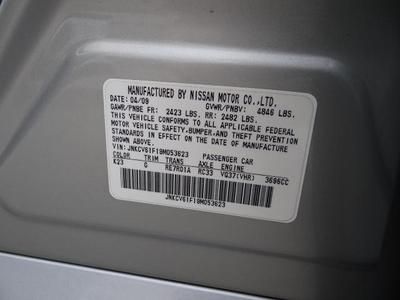 MANUFACTURED BY NISSAN MOTOR CO.,LTD.
DATE: 04/09 GVWR/PNBV: 4846 LBS.
GAWR/PNBE FR: 2423 LBS. RR: 2482 LBS.
THIS VEHICLE CONFORMS TO ALL APPLICABLE FEDERAL
MOTOR VEHICLE SAFETY, BUMPER, AND THEFT PREVENTION
STANDARDS IN EFFECT ON THE DATE OF MANUFACTURE
SHOWN ABOVE.
VIN: JNKCV61F19M053623 PASSENGER CAR
COLOR TRIM TRANS AXLE ENGINE
K23 G RE7R01A RC33 VQ37(VHR) 3696CC
JNKCV61F19M053623